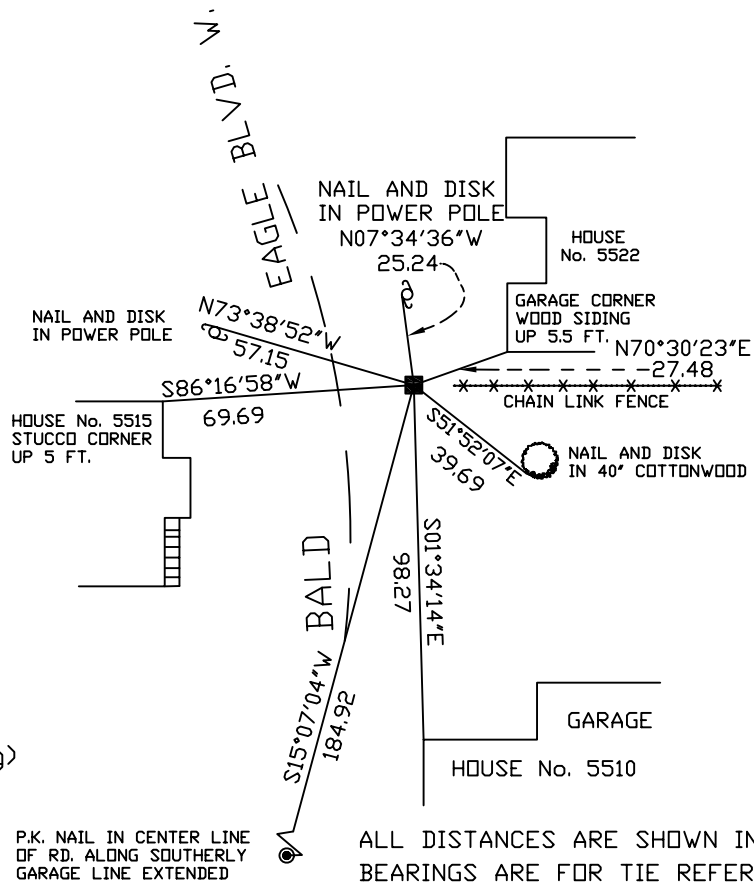 EAGLE BLVD. W.
NAIL AND DISK
IN POWER POLE
N07°34'36"W
25.24
HOUSE
No. 5522
GARAGE CORNER
WOOD SIDING
UP 5.5 FT.
N70°30'23"E
27.48
CHAIN LINK FENCE
NAIL AND DISK
IN POWER POLE
N73°38'52"W
57.15
S86°16'58"W
69.69
HOUSE No. 5515
STUCCO CORNER
UP 5 FT.
S51°52'07"E
39.69
NAIL AND DISK
IN 40" COTTONWOOD
BALD
S01°34'14"E
98.27
S15°07'04"W
184.92
GARAGE
HOUSE No. 5510
P.K. NAIL IN CENTER LINE
OF RD. ALONG SOUTHERLY
GARAGE LINE EXTENDED
ALL DISTANCES ARE SHOWN IN
BEARINGS ARE FOR TIE REFER